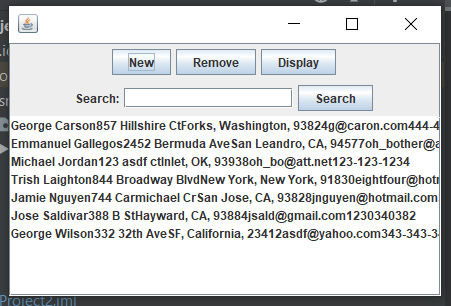 New Remove Display
Search: Search
George Carson857 Hillshire CtForks, Washington, 93824g@caron.com444-4
Emmanuel Gallegos2452 Bermuda AveSan Leandro, CA, 94577oh_bother@a
Michael Jordan123 asdf ctInlet, OK, 93938oh_bo@att.net123-123-1234
Trish Laighton844 Broadway BlvdNew York, New York, 91830eightfour@hotm
Jamie Nguyen744 Carmichael CrSan Jose, CA, 93828jnguyen@hotmail.com
Jose Saldivar388 B StHayward, CA, 93884jsald@gmail.com1230340382
George Wilson332 32th AveSF, California, 23412asdf@yahoo.com343-343-3
Project2.iml